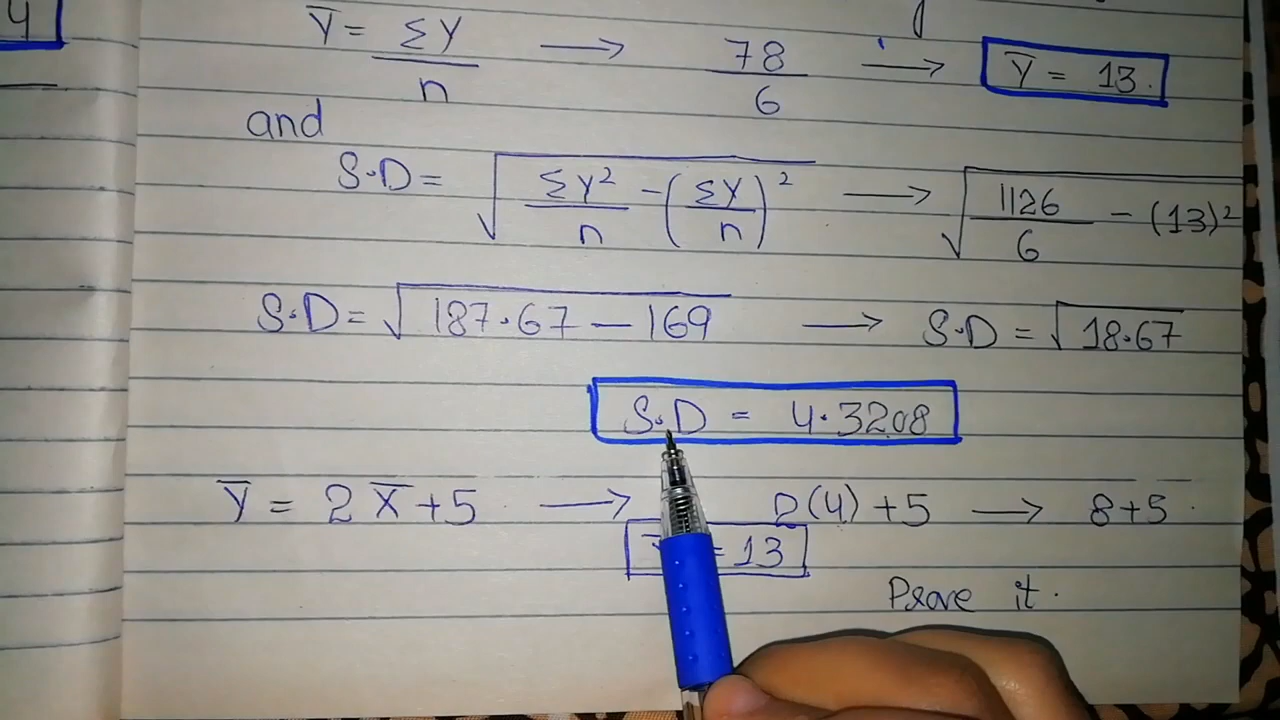 4
Y̅ = ΣY/n → 78/6 → Y̅ = 13.
and
S.D = √(ΣY²/n − (ΣY/n)²) → √(1126/6 − (13)²)
S.D = √(187.67 − 169) → S.D = √18.67
S.D = 4.3208
Y̅ = 2X̅ + 5 → 2(4) + 5 → 8 + 5
= 13
Prove it.